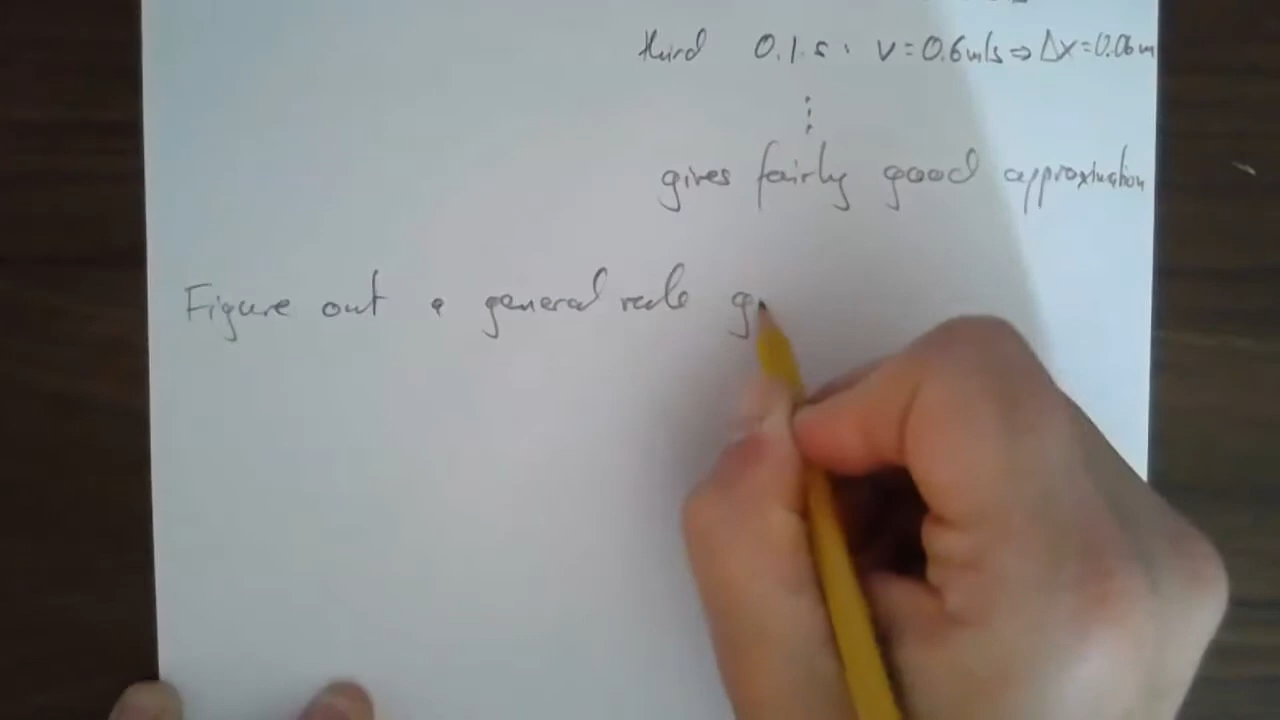 third 0.1 s: v = 0.6 m/s ⇒ Δx = 0.06 m
⋮
gives fairly good approximation
Figure out a general rule g